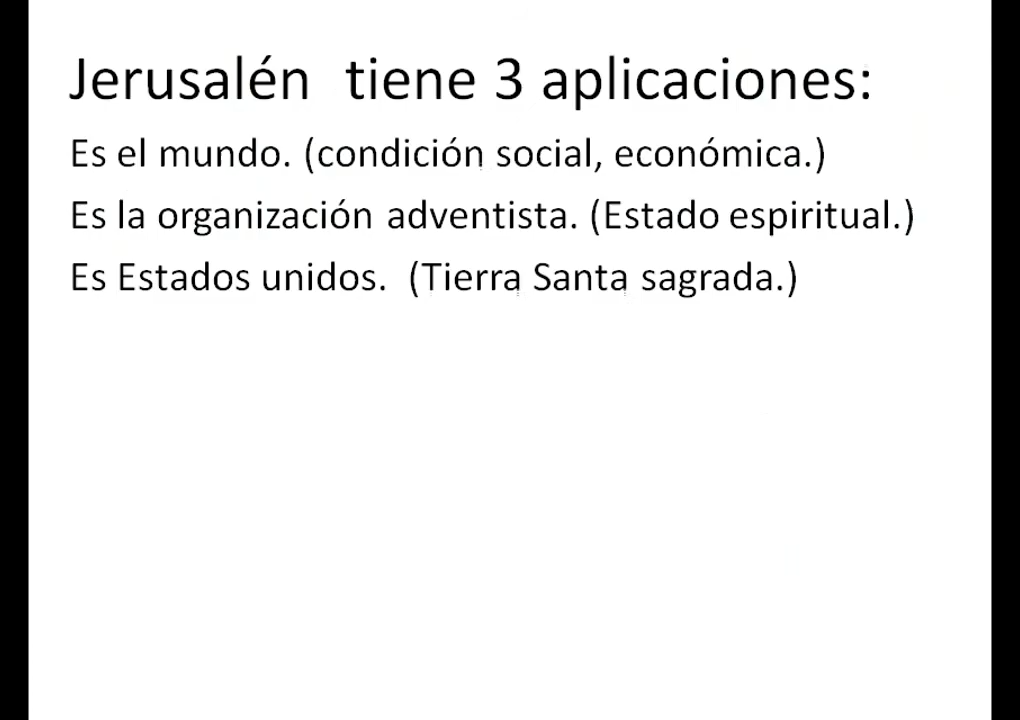 Jerusalén tiene 3 aplicaciones:
Es el mundo. (condición social, económica.)
Es la organización adventista. (Estado espiritual.)
Es Estados unidos. (Tierra Santa sagrada.)